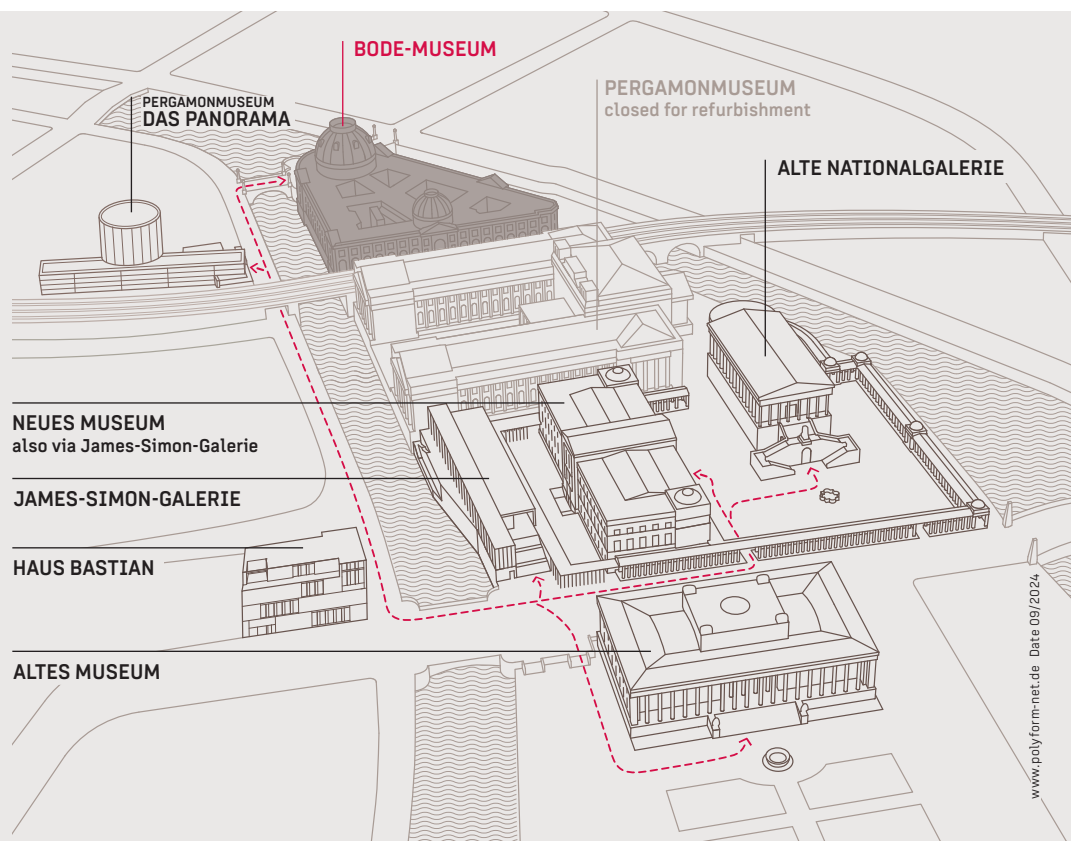 BODE-MUSEUM
PERGAMONMUSEUM
closed for refurbishment
PERGAMONMUSEUM
DAS PANORAMA
ALTE NATIONALGALERIE
NEUES MUSEUM
also via James-Simon-Galerie
JAMES-SIMON-GALERIE
HAUS BASTIAN
ALTES MUSEUM
www.polyform-net.de Date 09/2024